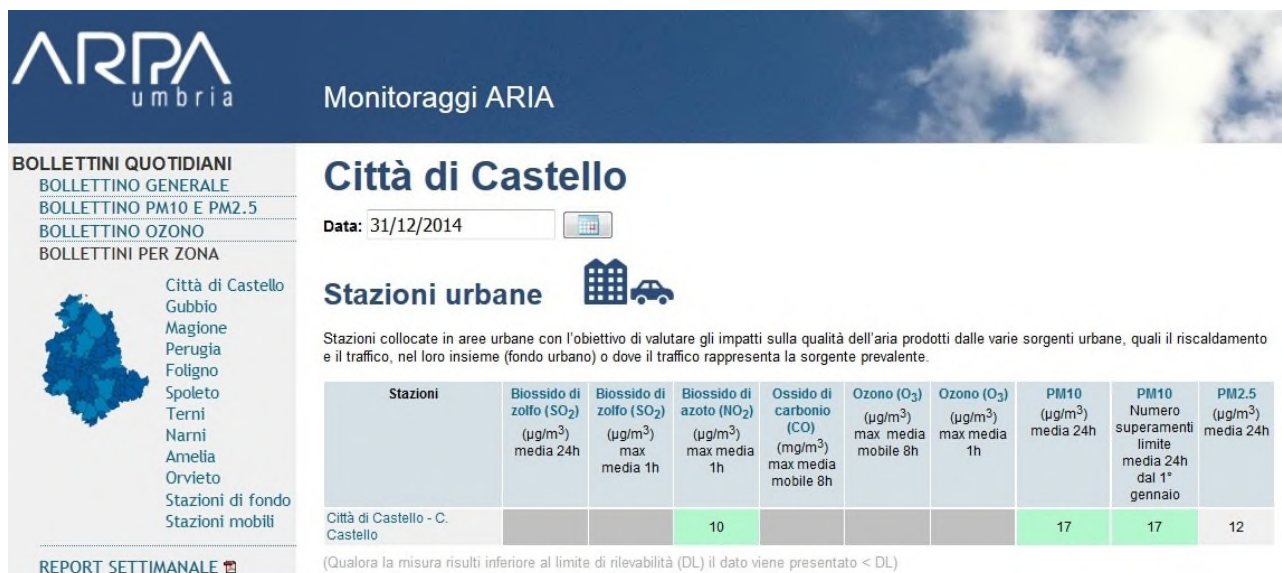 ARPA
umbria
Monitoraggi ARIA
BOLLETTINI QUOTIDIANI
BOLLETTINO GENERALE
BOLLETTINO PM10 E PM2.5
BOLLETTINO OZONO
BOLLETTINI PER ZONA
Città di Castello
Gubbio
Magione
Perugia
Foligno
Spoleto
Terni
Narni
Amelia
Orvieto
Stazioni di fondo
Stazioni mobili
REPORT SETTIMANALE
Città di Castello
Data: 31/12/2014
Stazioni urbane
Stazioni collocate in aree urbane con l'obiettivo di valutare gli impatti sulla qualità dell'aria prodotti dalle varie sorgenti urbane, quali il riscaldamento
e il traffico, nel loro insieme (fondo urbano) o dove il traffico rappresenta la sorgente prevalente.
Stazioni
Biossido di
zolfo (SO₂)
(µg/m³)
media 24h
Biossido di
zolfo (SO₂)
(µg/m³)
max
media 1h
Biossido di
azoto (NO₂)
(µg/m³)
max media
1h
Ossido di
carbonio
(CO)
(mg/m³)
max media
mobile 8h
Ozono (O₃)
(µg/m³)
max media
mobile 8h
Ozono (O₃)
(µg/m³)
max media
1h
PM10
(µg/m³)
media 24h
PM10
Numero
superamenti
limite
media 24h
dal 1°
gennaio
PM2.5
(µg/m³)
media 24h
Città di Castello - C.
Castello
10
17
17
12
(Qualora la misura risulti inferiore al limite di rilevabilità (DL) il dato viene presentato < DL)